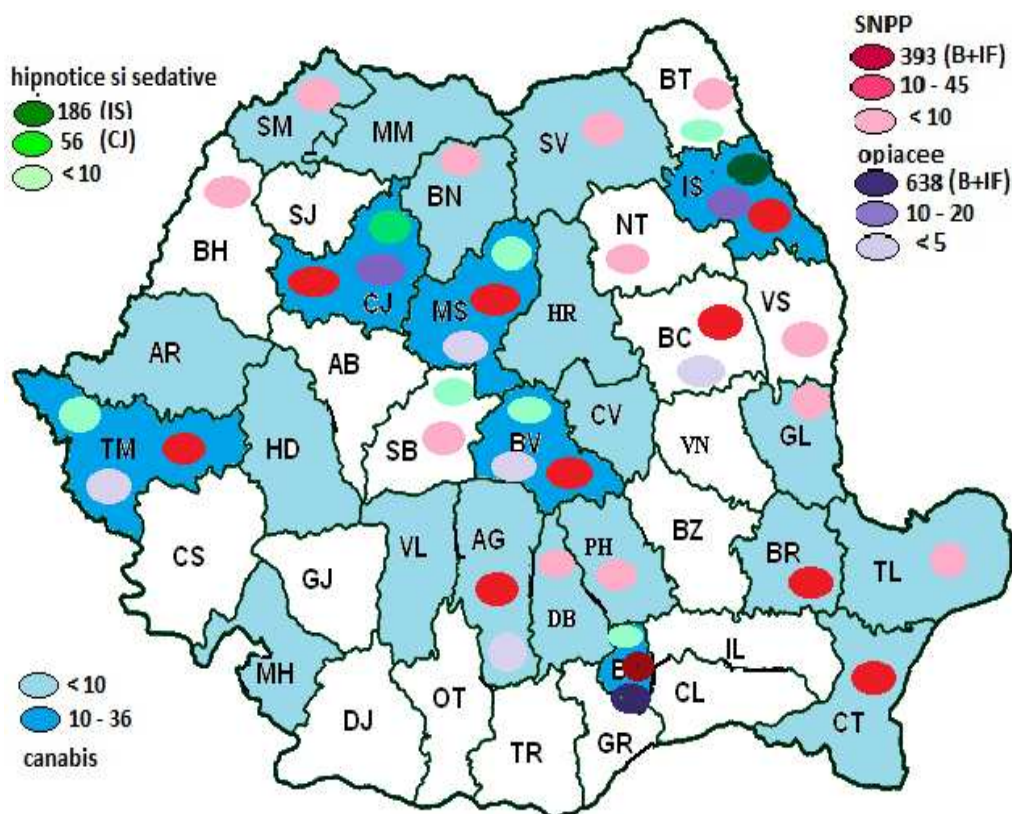 hipnotice si sedative
186 (IS)
56 (CJ)
< 10
SNPP
393 (B+IF)
10 - 45
< 10
opiacee
638 (B+IF)
10 - 20
< 5
BT
SM
MM
SV
BN
IS
SJ
NT
BH
CJ
MS
HR
BC
VS
AR
AB
CV
TM
HD
SB
BV
VN
GL
CS
GJ
VL
AG
PH
BZ
BR
TL
DB
MH
B
IL
CL
CT
DJ
OT
TR
GR
< 10
10 - 36
canabis